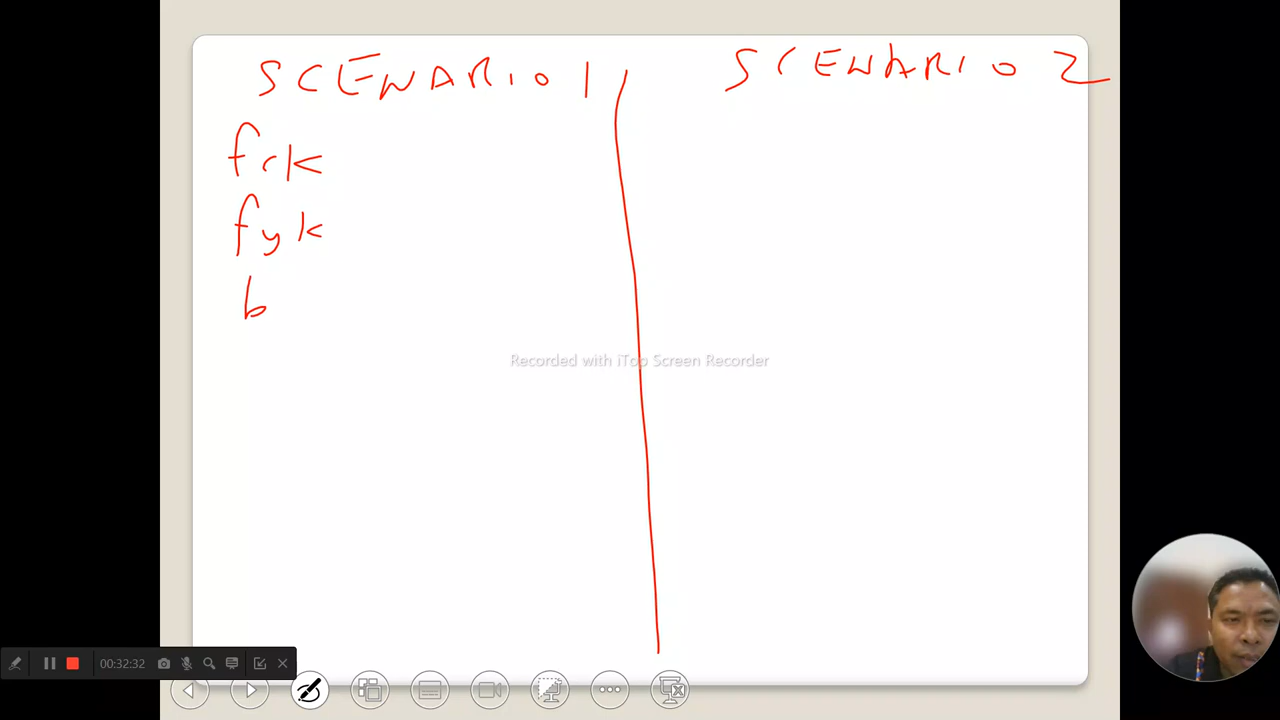 SCENARIO 1
SCENARIO 2
fck
fyk
b
Recorded with iTop Screen Recorder
00:32:32